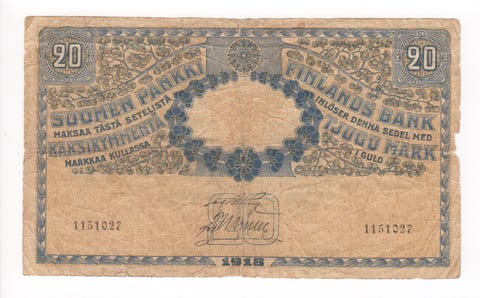 20
20
SUOMEN PANKKI
MAKSAA TÄSTÄ SETELISTÄ
KAKSIKYMMENTÄ
MARKKAA KULLASSA
FINLANDS BANK
INLÖSER DENNA SEDEL MED
TJUGU MARK
I GULD
1151027
1151027
20
1918